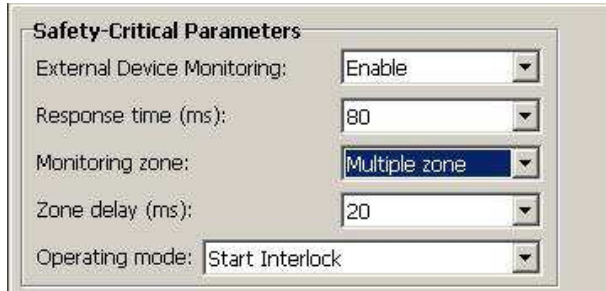 Safety-Critical Parameters
External Device Monitoring: Enable
Response time (ms): 80
Monitoring zone: Multiple zone
Zone delay (ms): 20
Operating mode: Start Interlock